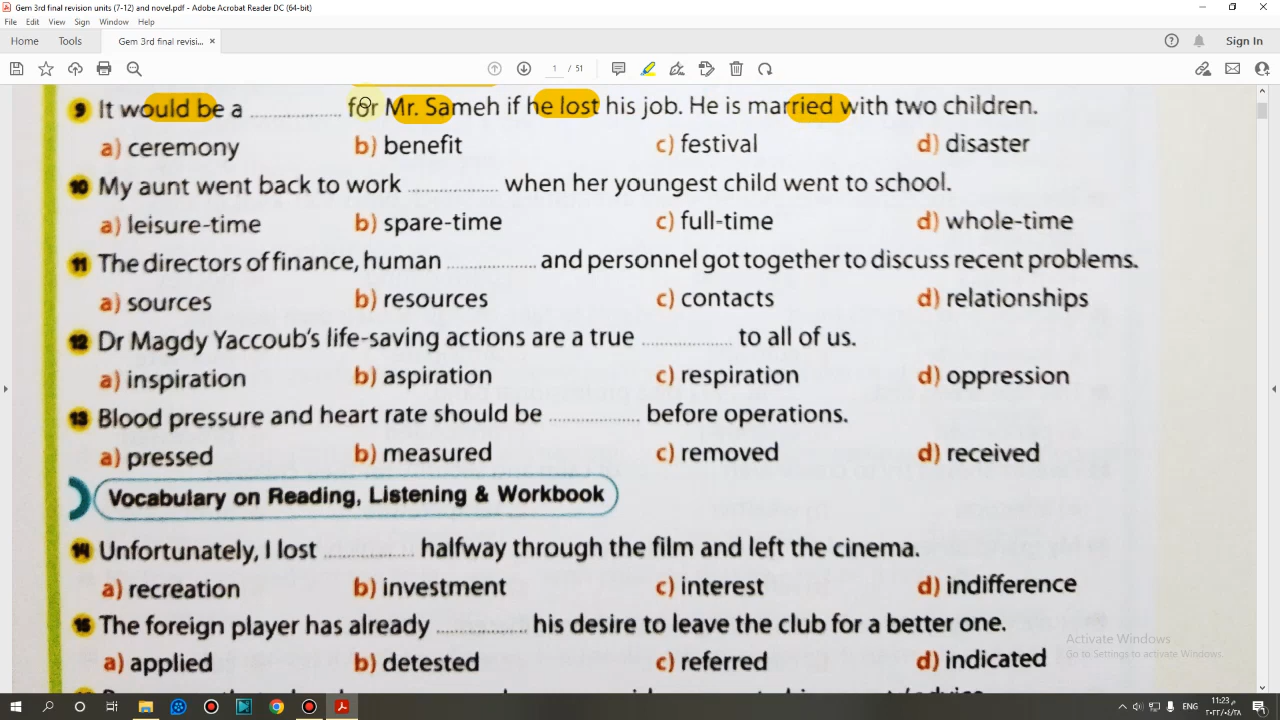 Gem 3rd final revision units (7-12) and novel.pdf - Adobe Acrobat Reader DC (64-bit)
File Edit View Sign Window Help
Home Tools Gem 3rd final revisi... × Sign In
1 / 51
9 It would be a .................... for Mr. Sameh if he lost his job. He is married with two children.
a) ceremony b) benefit c) festival d) disaster
10 My aunt went back to work .................... when her youngest child went to school.
a) leisure-time b) spare-time c) full-time d) whole-time
11 The directors of finance, human .................... and personnel got together to discuss recent problems.
a) sources b) resources c) contacts d) relationships
12 Dr Magdy Yaccoub's life-saving actions are a true .................... to all of us.
a) inspiration b) aspiration c) respiration d) oppression
13 Blood pressure and heart rate should be .................... before operations.
a) pressed b) measured c) removed d) received
Vocabulary on Reading, Listening & Workbook
14 Unfortunately, I lost .................... halfway through the film and left the cinema.
a) recreation b) investment c) interest d) indifference
15 The foreign player has already .................... his desire to leave the club for a better one.
a) applied b) detested c) referred d) indicated
Activate Windows
Go to Settings to activate Windows.
ENG
11:23 م
٢٠٢٢/٠٤/٢٨